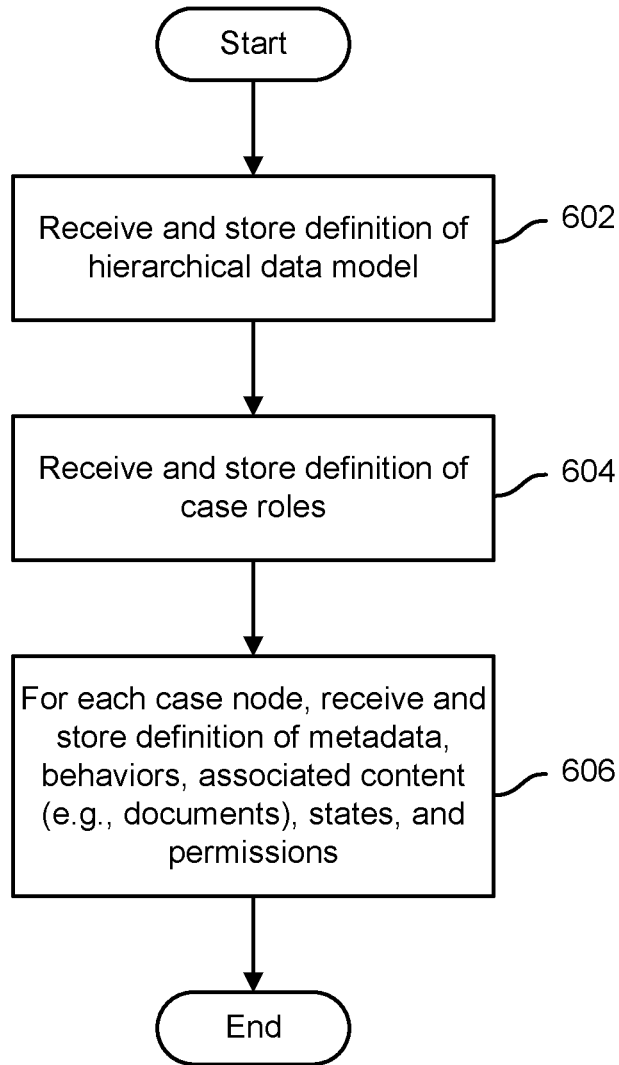 Start
Receive and store definition of
hierarchical data model
602
Receive and store definition of
case roles
604
For each case node, receive and
store definition of metadata,
behaviors, associated content
(e.g., documents), states, and
permissions
606
End